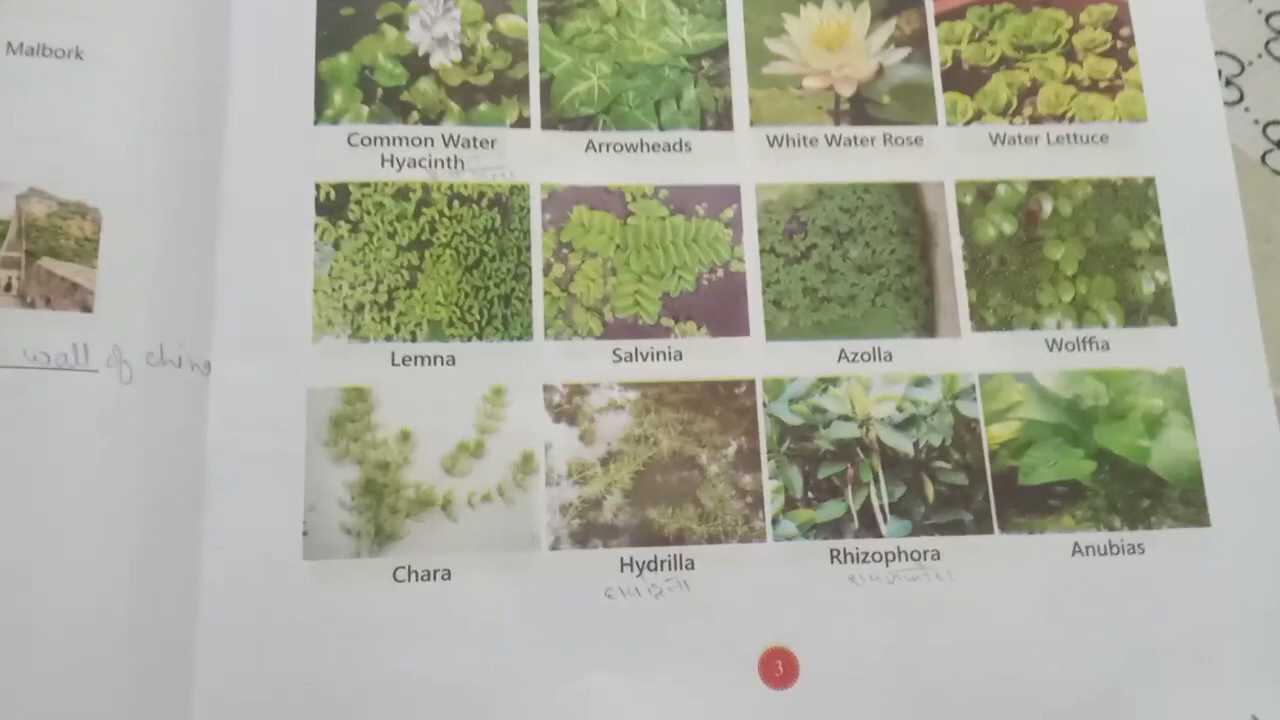 Malbork
wall of china
Common Water
Hyacinth
Arrowheads
White Water Rose
Water Lettuce
Lemna
Salvinia
Azolla
Wolffia
Chara
Hydrilla
Rhizophora
Anubias
3